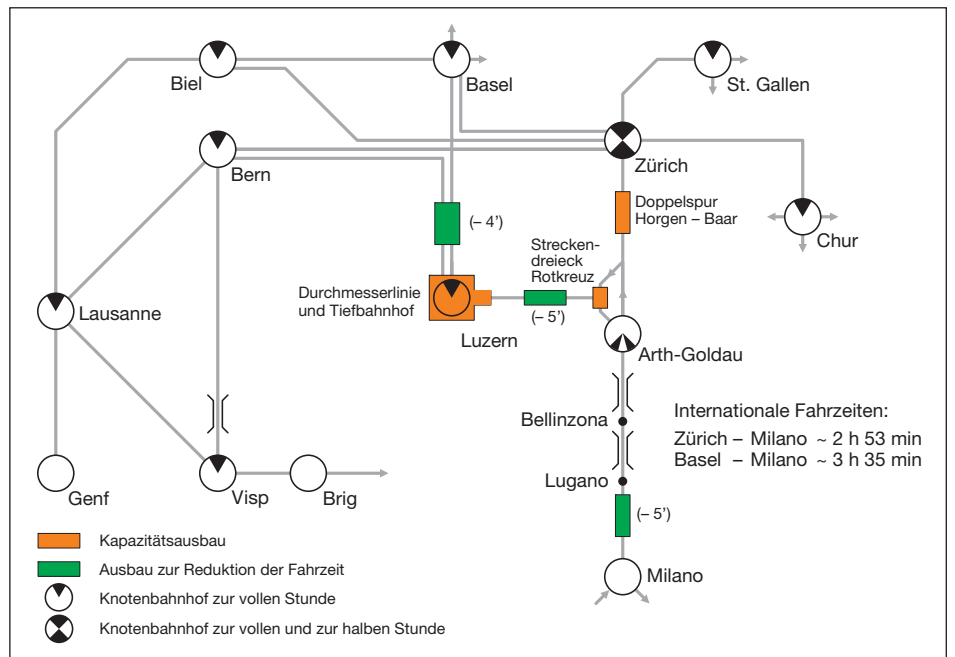 Biel
Basel
St. Gallen
Bern
Zürich
Doppelspur
Horgen – Baar
Chur
(– 4’)
Strecken-
dreieck
Rotkreuz
Durchmesserlinie
und Tiefbahnhof
(– 5’)
Luzern
Lausanne
Arth-Goldau
Bellinzona
Internationale Fahrzeiten:
Zürich – Milano ~ 2 h 53 min
Basel – Milano ~ 3 h 35 min
Lugano
Genf
Visp
Brig
(– 5’)
Milano
Kapazitätsausbau
Ausbau zur Reduktion der Fahrzeit
Knotenbahnhof zur vollen Stunde
Knotenbahnhof zur vollen und zur halben Stunde